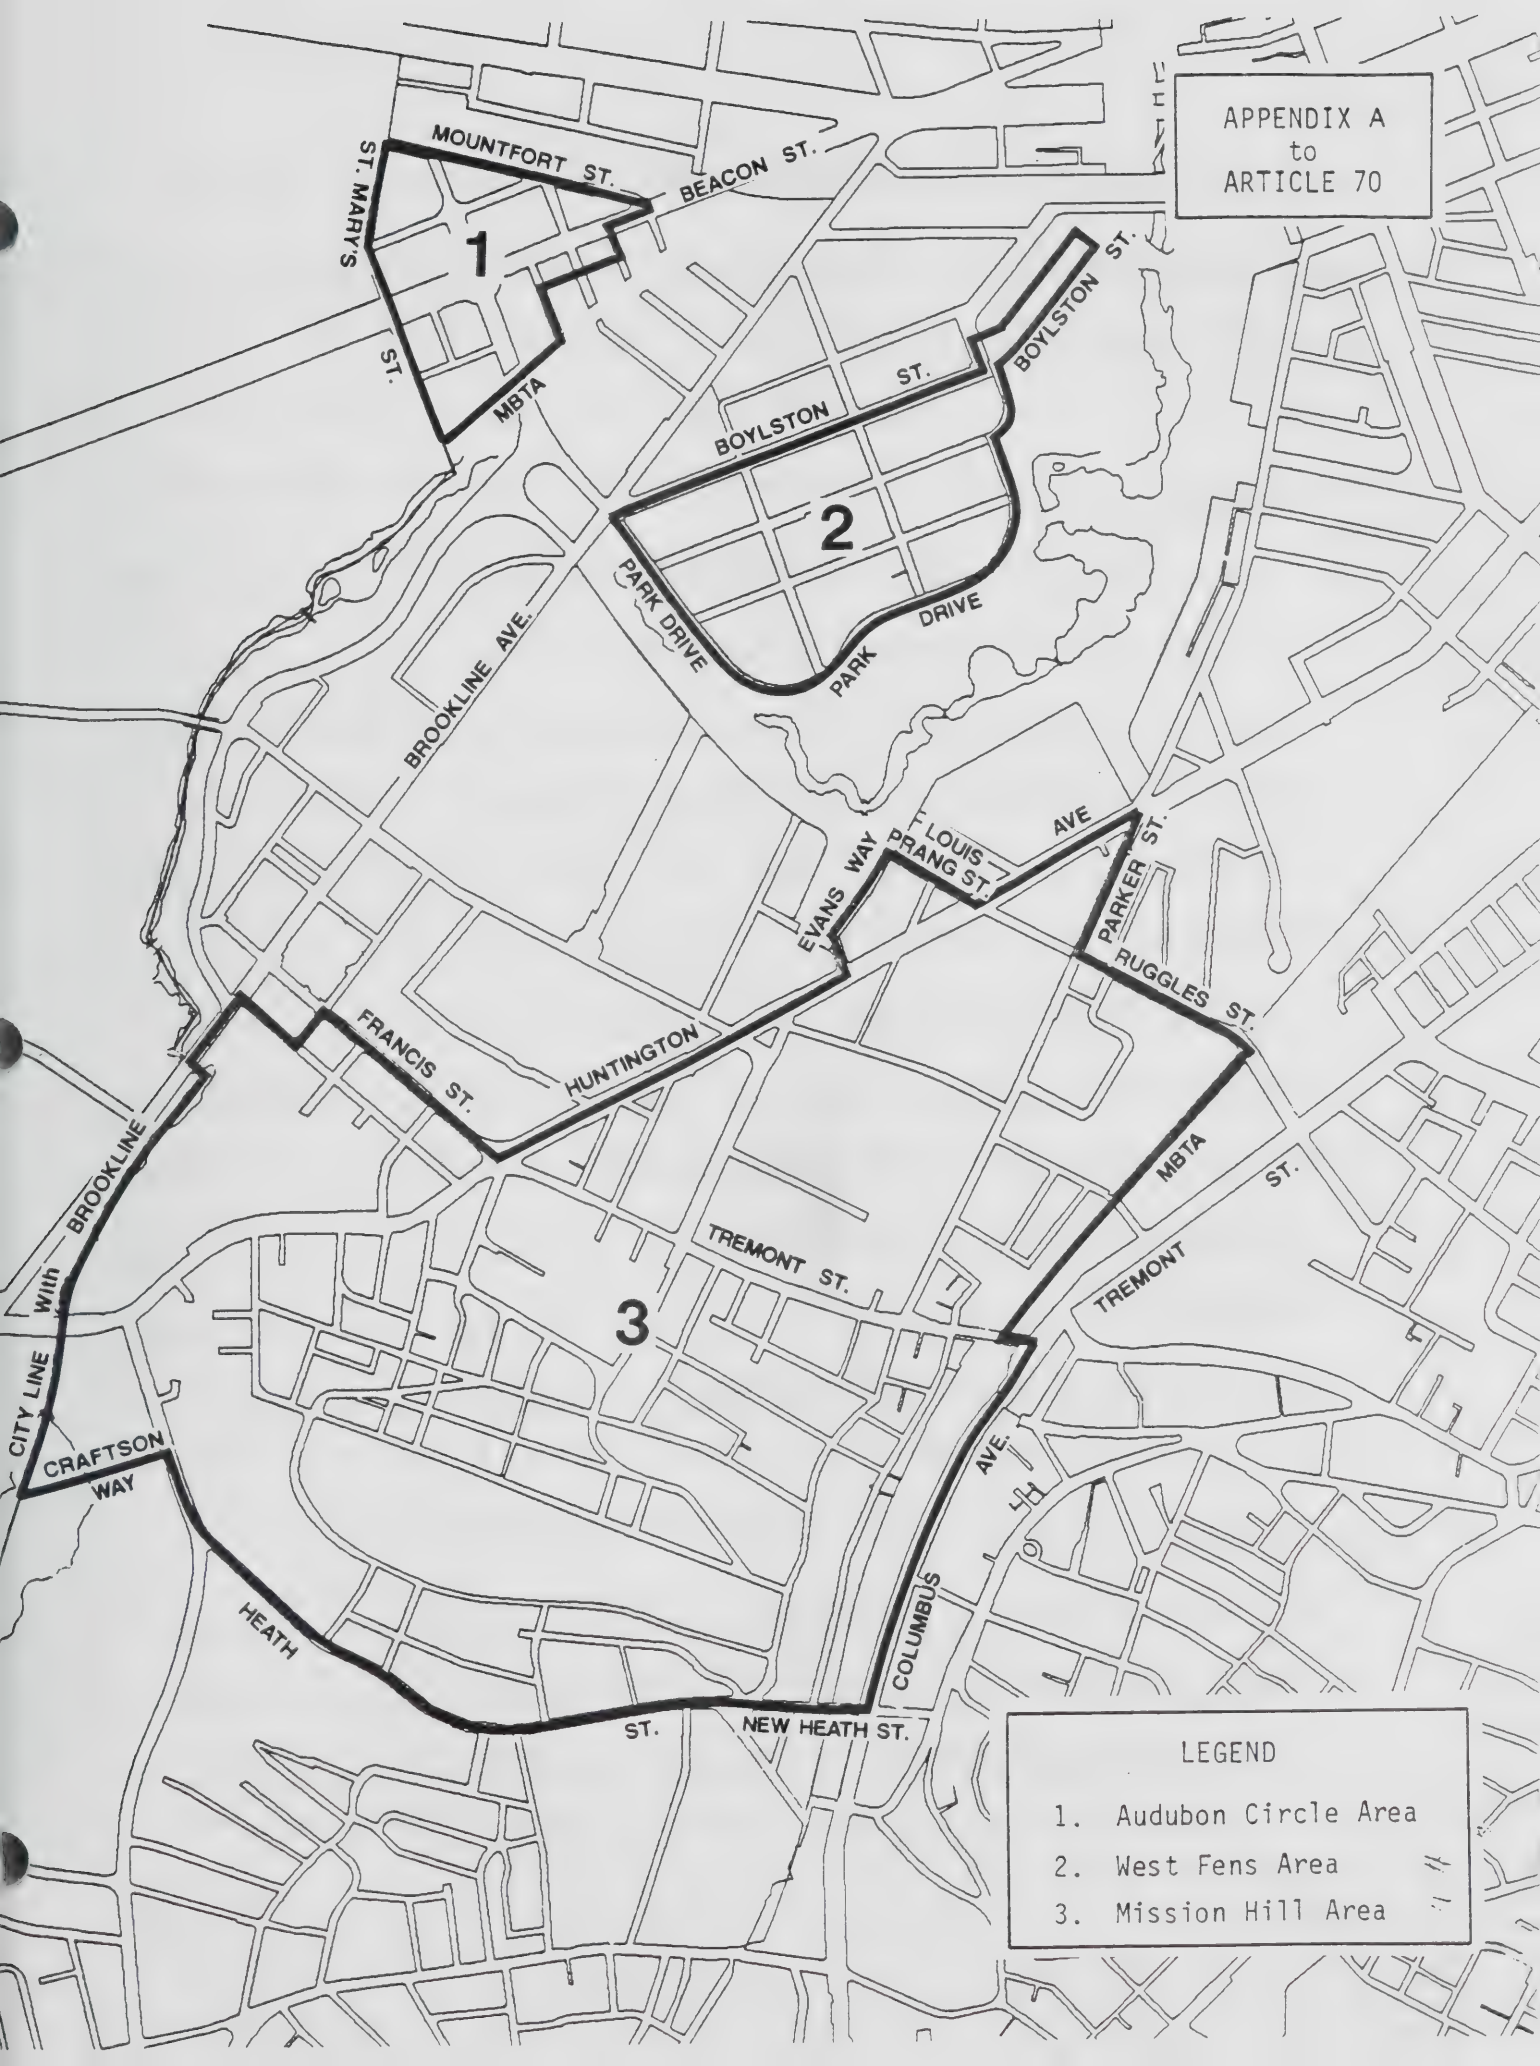 APPENDIX A
to
ARTICLE 70
MOUNTFORT ST.
BEACON ST.
ST. MARY'S
ST.
1
MBTA
BOYLSTON ST.
BOYLSTON ST.
2
PARK DRIVE
PARK DRIVE
BROOKLINE AVE.
LOUIS
PRANG ST.
AVE
EVANS WAY
PARKER ST.
RUGGLES ST.
FRANCIS ST.
HUNTINGTON
MBTA
TREMONT ST.
TREMONT ST.
3
CITY LINE With BROOKLINE
CRAFTSON
WAY
HEATH
ST.
NEW HEATH ST.
COLUMBUS
AVE.
LEGEND
1. Audubon Circle Area
2. West Fens Area
3. Mission Hill Area